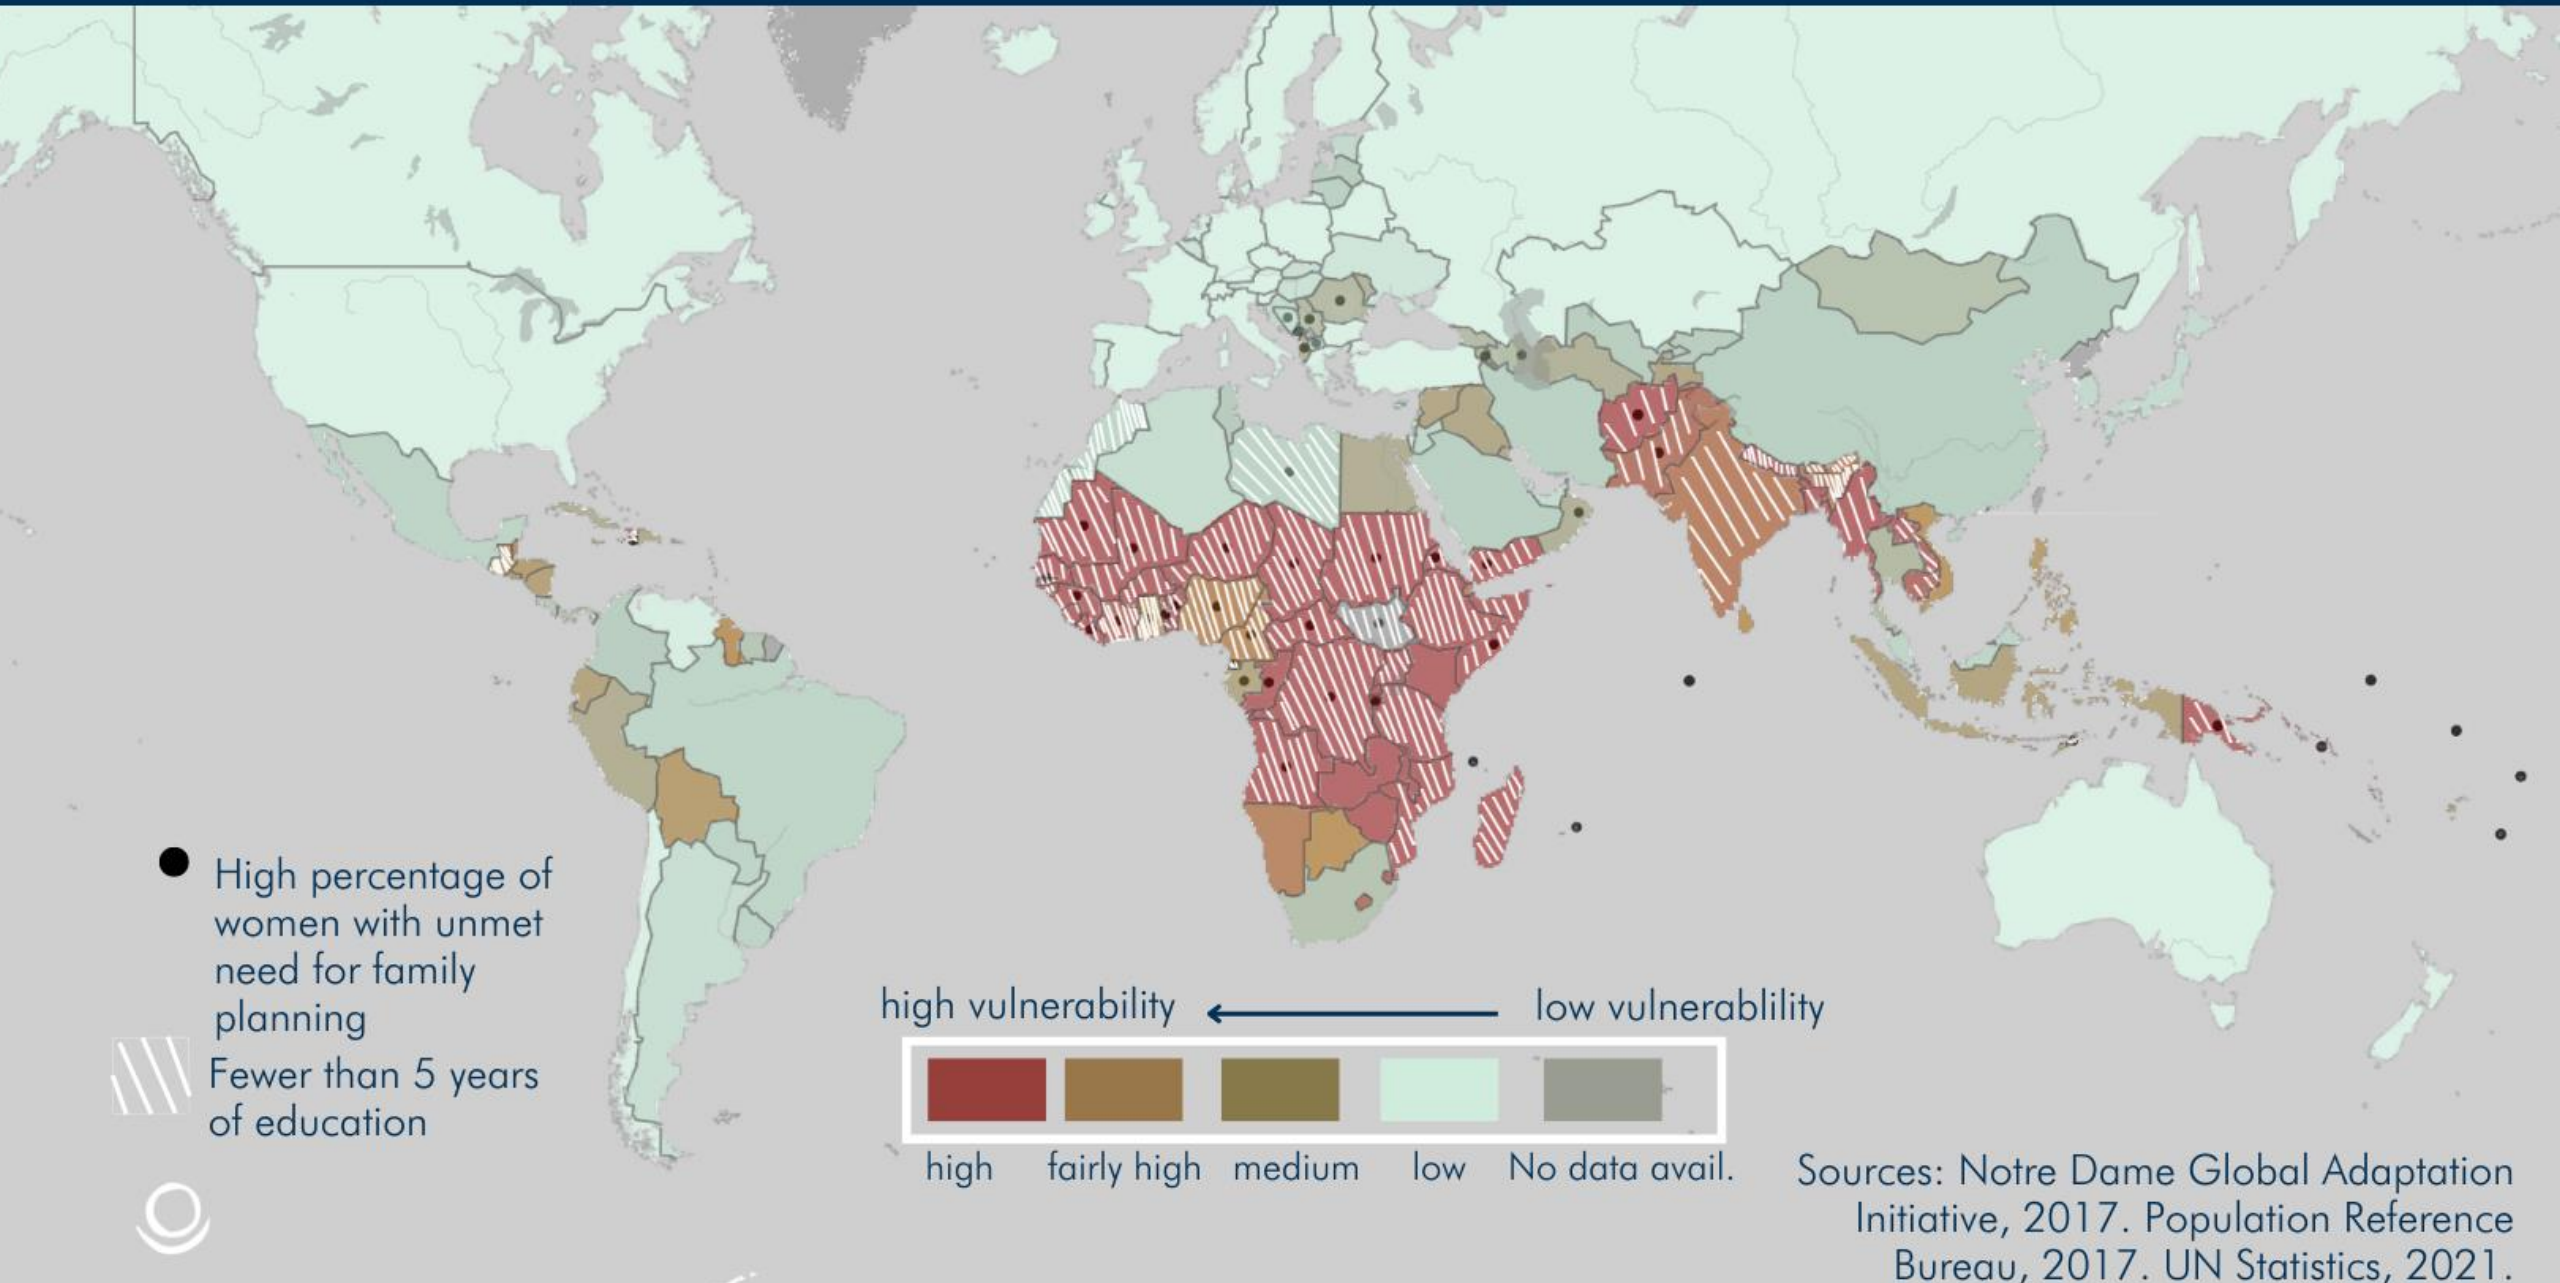 High percentage of
women with unmet
need for family
planning
Fewer than 5 years
of education
high vulnerability
low vulnerablility
high
fairly high
medium
low
No data avail.
Sources: Notre Dame Global Adaptation
Initiative, 2017. Population Reference
Bureau, 2017. UN Statistics, 2021.